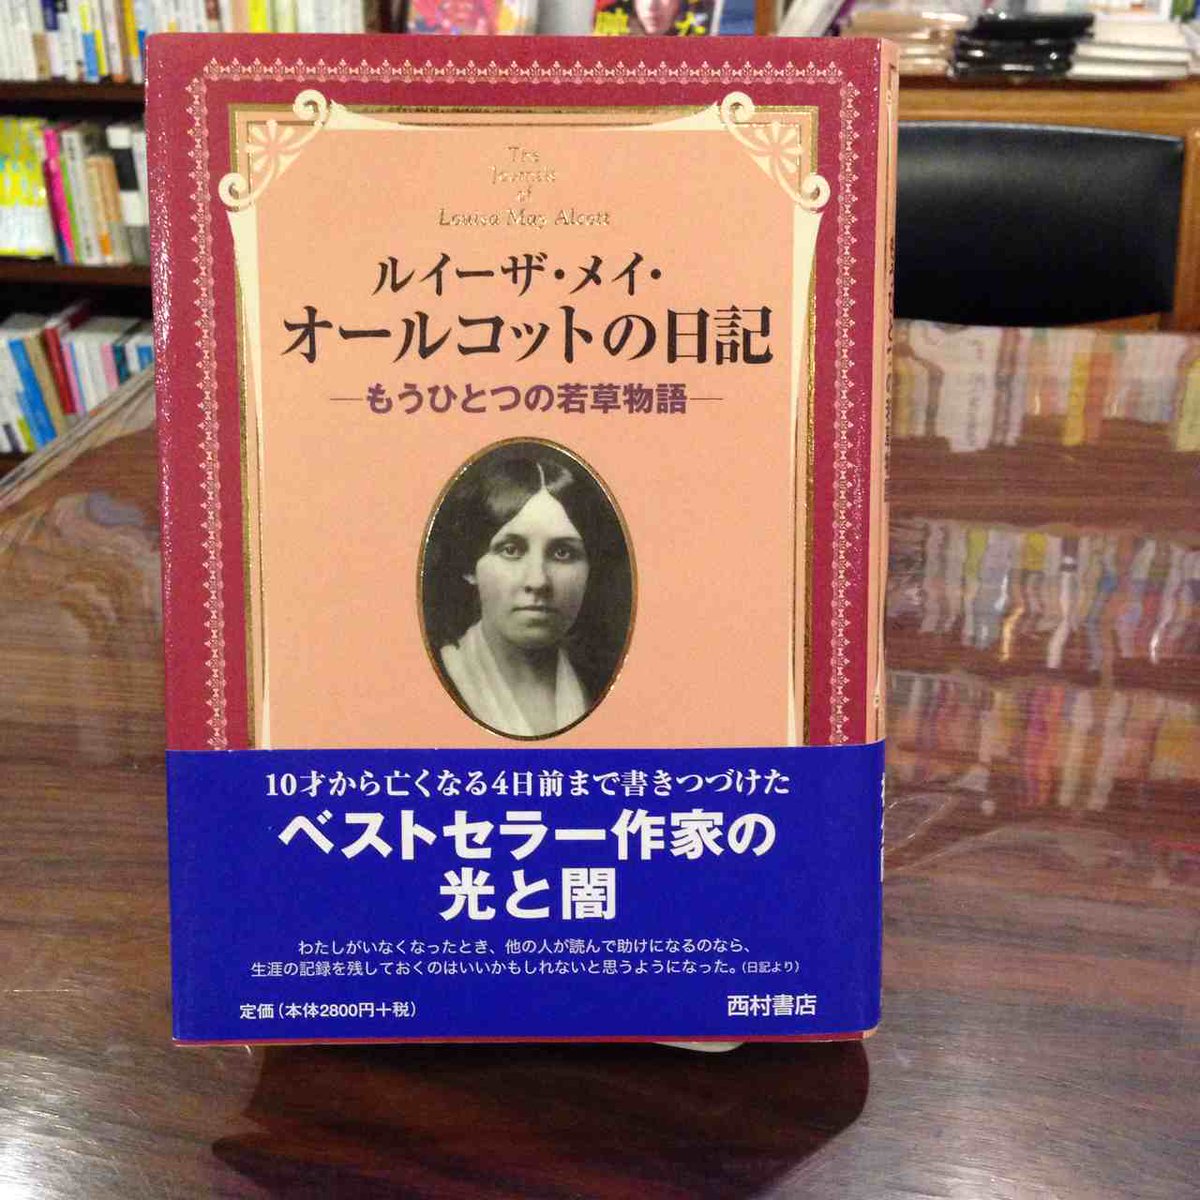 The
Journals
of
Louisa May Alcott
ルイーザ・メイ・
オールコットの日記
―もうひとつの若草物語―
10才から亡くなる4日前まで書きつづけた
ベストセラー作家の
光と闇
わたしがいなくなったとき、他の人が読んで助けになるのなら、
生涯の記録を残しておくのはいいかもしれないと思うようになった。(日記より)
定価(本体2800円+税)
西村書店